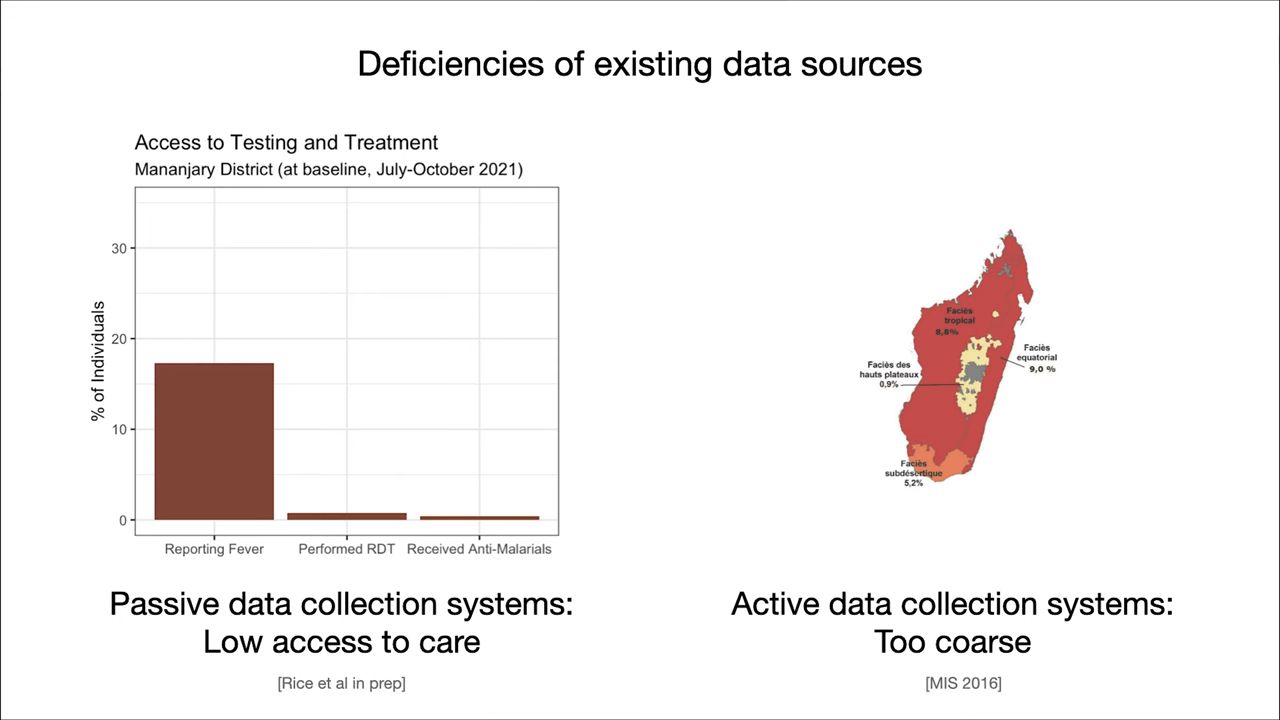 Deficiencies of existing data sources
Access to Testing and Treatment
Mananjary District (at baseline, July-October 2021)
% of Individuals
30
20
10
0
Reporting Fever
Performed RDT
Received Anti-Malarials
Passive data collection systems:
Low access to care
[Rice et al in prep]
Faciès
tropical
8,8%
Faciès
equatorial
9,0 %
Faciès des
hauts plateaux
0,9%
Faciès
subdésertique
5,2%
Active data collection systems:
Too coarse
[MIS 2016]